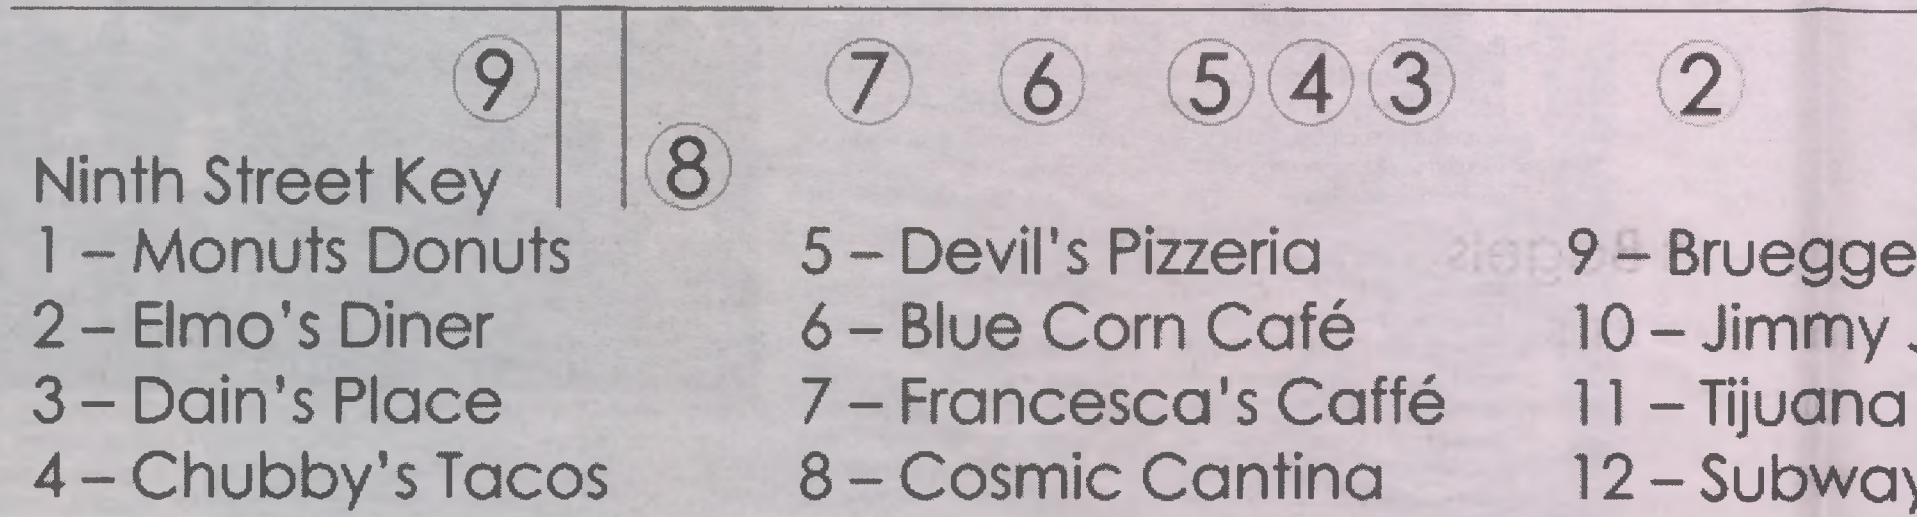 9 7 6 5 4 3 2
8
Ninth Street Key
1 – Monuts Donuts
2 – Elmo's Diner
3 – Dain's Place
4 – Chubby's Tacos
5 – Devil's Pizzeria
6 – Blue Corn Café
7 – Francesca's Caffé
8 – Cosmic Cantina
9 – Bruegge
10 – Jimmy J
11 – Tijuana
12 – Subway